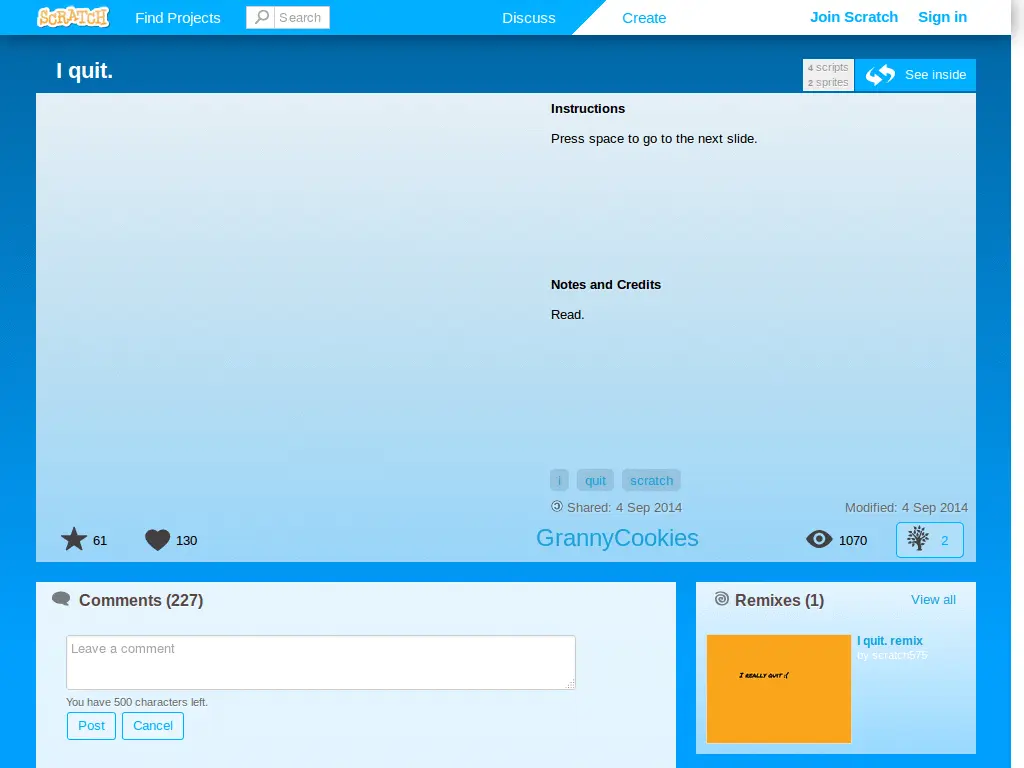 SCRATCH Find Projects Search Discuss Create Join Scratch Sign in
I quit.
4 scripts
2 sprites
See inside
Instructions
Press space to go to the next slide.
Notes and Credits
Read.
i quit scratch
Shared: 4 Sep 2014 Modified: 4 Sep 2014
61 130 GrannyCookies 1070 2
Comments (227)
Leave a comment
You have 500 characters left.
Post Cancel
Remixes (1) View all
I quit. remix
by scratch575
I REALLY QUIT :(